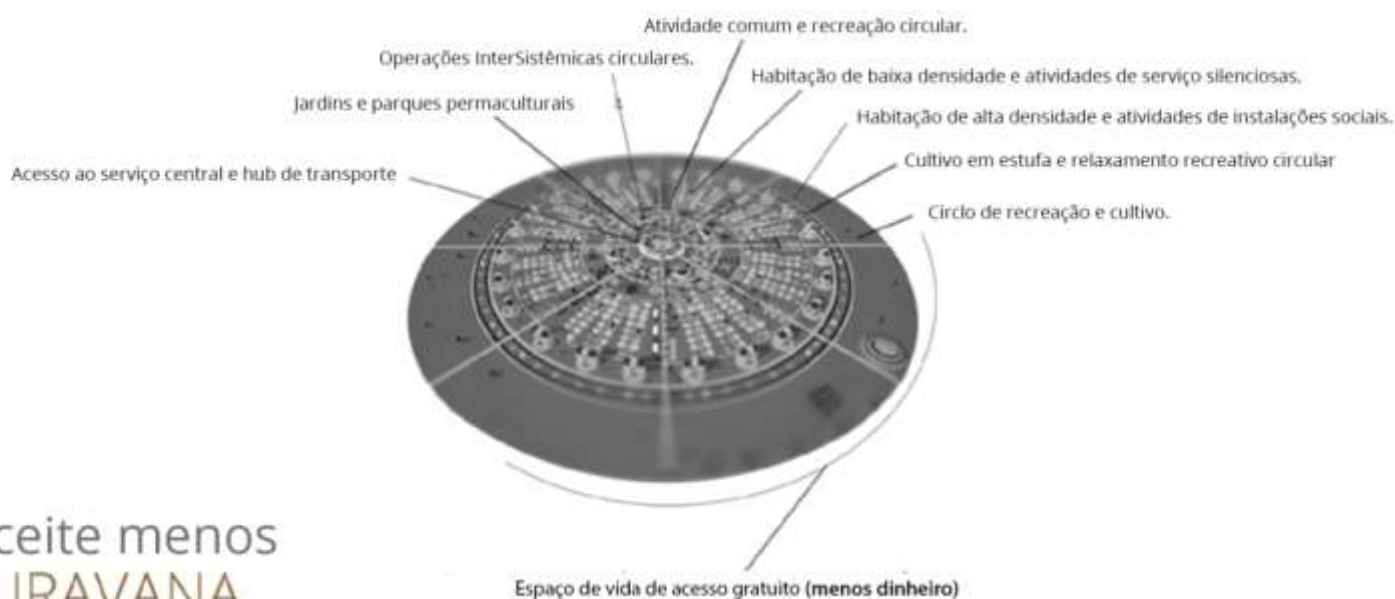 Atividade comum e recreação circular.
Operações InterSistêmicas circulares.
Habitação de baixa densidade e atividades de serviço silenciosas.
Jardins e parques permaculturais
Habitação de alta densidade e atividades de instalações sociais.
Cultivo em estufa e relaxamento recreativo circular
Acesso ao serviço central e hub de transporte
Circlo de recreação e cultivo.
ceite menos
URAVANA
Espaço de vida de acesso gratuito (menos dinheiro)